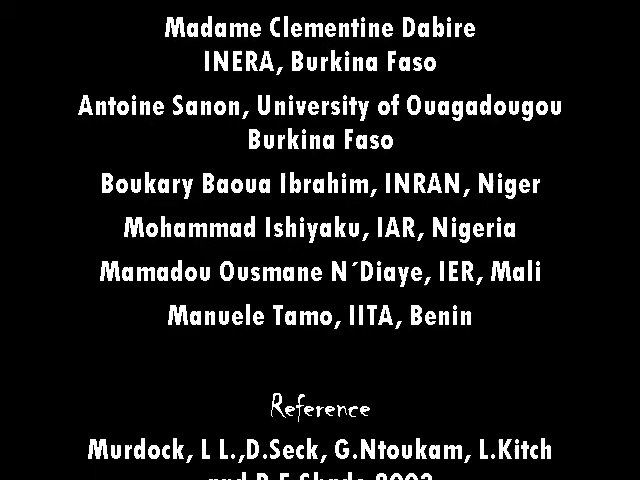 Madame Clementine Dabire
INERA, Burkina Faso
Antoine Sanon, University of Ouagadougou
Burkina Faso
Boukary Baoua Ibrahim, INRAN, Niger
Mohammad Ishiyaku, IAR, Nigeria
Mamadou Ousmane N´Diaye, IER, Mali
Manuele Tamo, IITA, Benin
Reference
Murdock, L L.,D.Seck, G.Ntoukam, L.Kitch
and